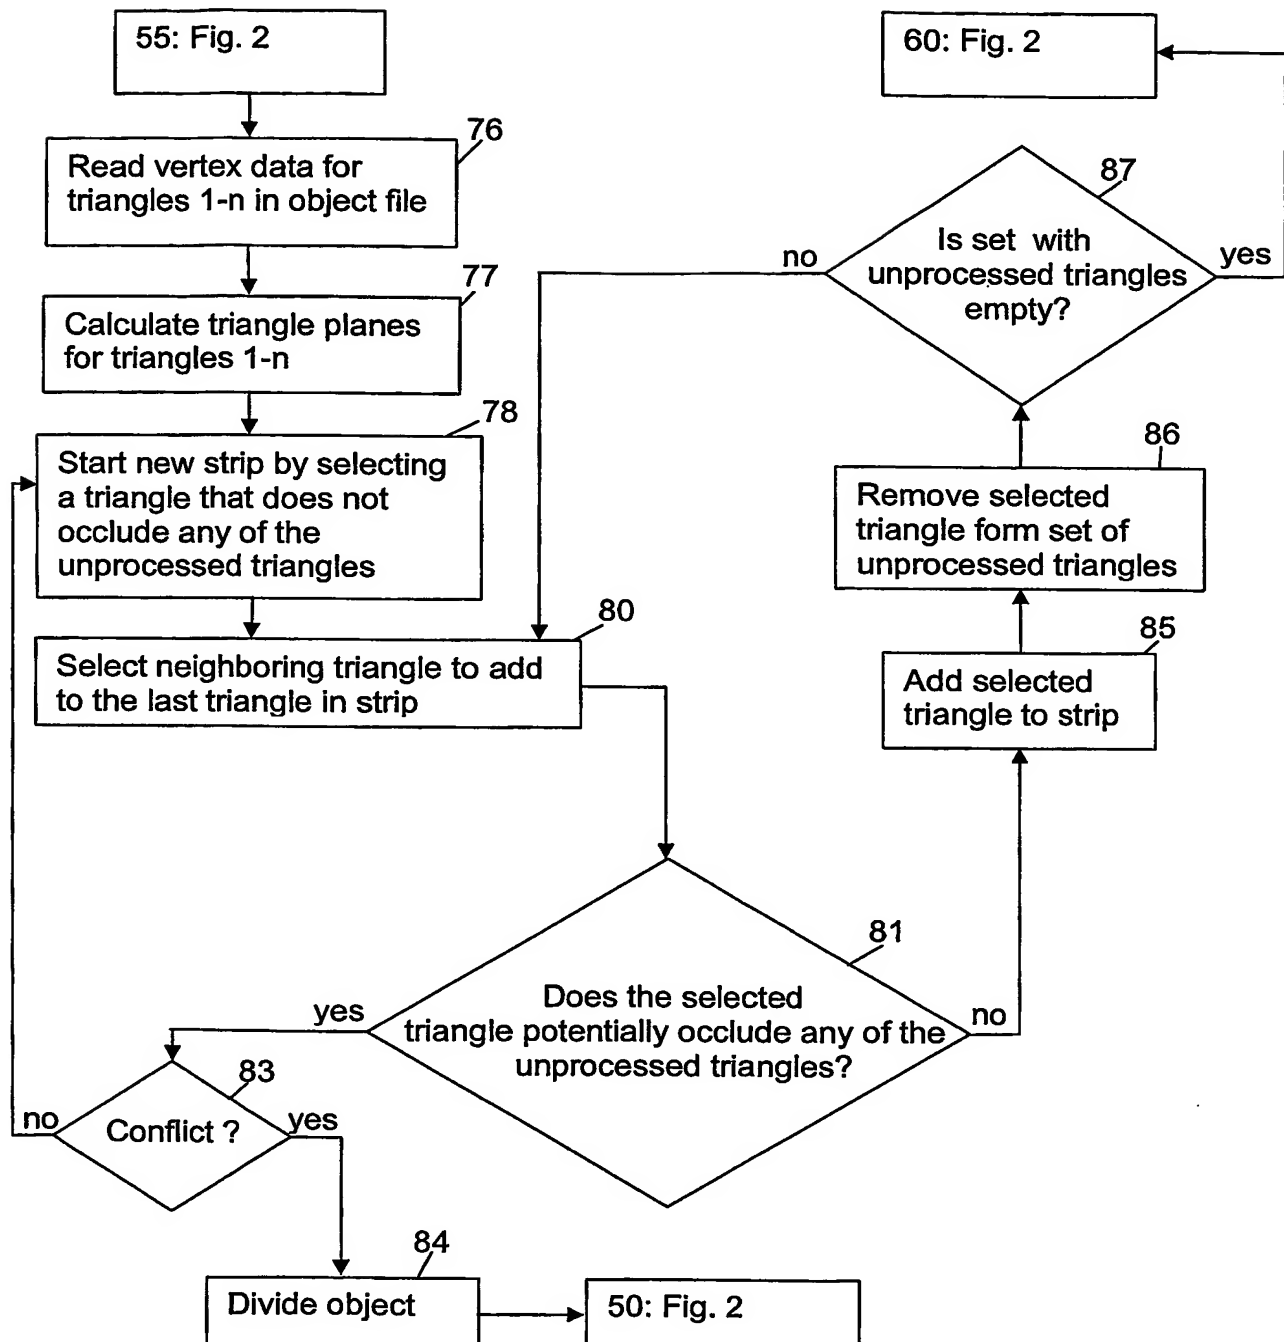 55: Fig. 2
60: Fig. 2
76
Read vertex data for
triangles 1-n in object file
87
Is set with
unprocessed triangles
empty?
no
yes
77
Calculate triangle planes
for triangles 1-n
78
Start new strip by selecting
a triangle that does not
occlude any of the
unprocessed triangles
86
Remove selected
triangle form set of
unprocessed triangles
80
Select neighboring triangle to add
to the last triangle in strip
85
Add selected
triangle to strip
81
Does the selected
triangle potentially occlude any of the
unprocessed triangles?
yes
no
83
Conflict ?
no
yes
84
Divide object
50: Fig. 2